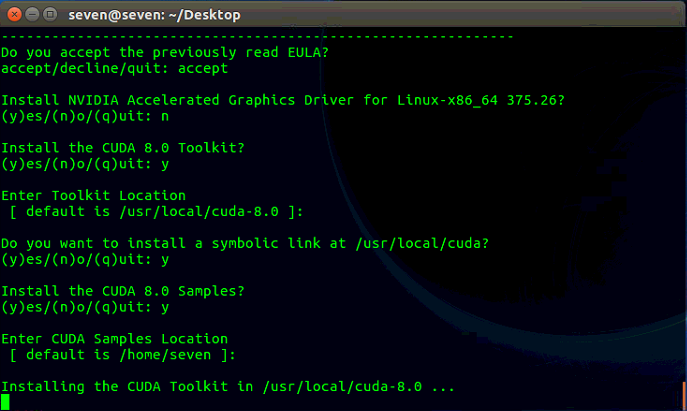 seven@seven: ~/Desktop
-------------------------------------------------------------
Do you accept the previously read EULA?
accept/decline/quit: accept
Install NVIDIA Accelerated Graphics Driver for Linux-x86_64 375.26?
(y)es/(n)o/(q)uit: n
Install the CUDA 8.0 Toolkit?
(y)es/(n)o/(q)uit: y
Enter Toolkit Location
 [ default is /usr/local/cuda-8.0 ]:
Do you want to install a symbolic link at /usr/local/cuda?
(y)es/(n)o/(q)uit: y
Install the CUDA 8.0 Samples?
(y)es/(n)o/(q)uit: y
Enter CUDA Samples Location
 [ default is /home/seven ]:
Installing the CUDA Toolkit in /usr/local/cuda-8.0 ...